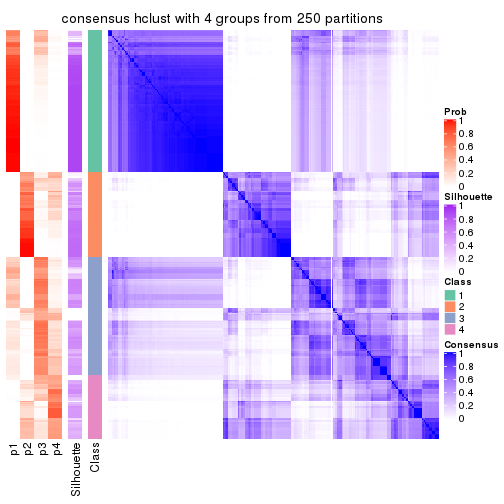 consensus hclust with 4 groups from 250 partitions
Prob
1
0.8
0.6
0.4
0.2
0
Silhouette
1
0.8
0.6
0.4
0.2
0
Class
1
2
3
4
Consensus
1
0.8
0.6
0.4
0.2
0
p1
p2
p3
p4
Silhouette
Class